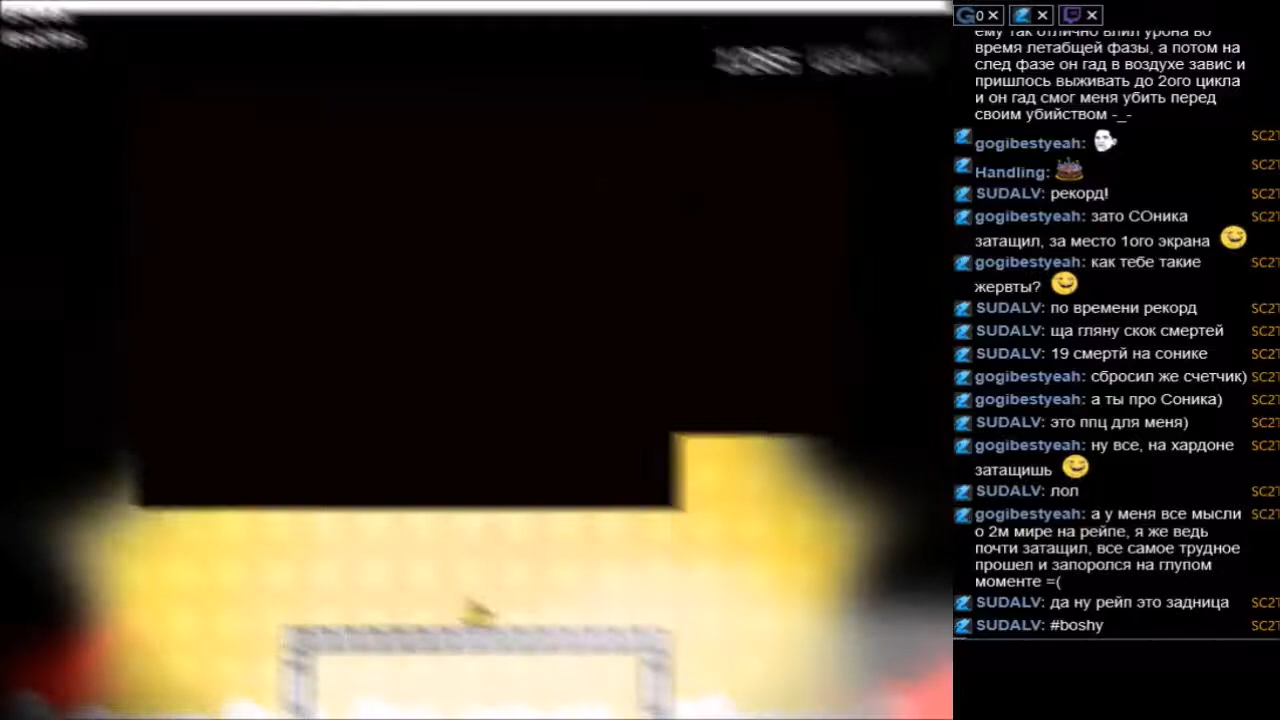 0
ему так отлично влил урона во
время летабщей фазы, а потом на
след фазе он гад в воздухе завис и
пришлось выживать до 2ого цикла
и он гад смог меня убить перед
своим убийством -_-
gogibestyeah:
Handling:
SUDALV: рекорд!
gogibestyeah: зато СОника
затащил, за место 1ого экрана
gogibestyeah: как тебе такие
жервты?
SUDALV: по времени рекорд
SUDALV: ща гляну скок смертей
SUDALV: 19 смертй на сонике
gogibestyeah: сбросил же счетчик)
gogibestyeah: а ты про Соника)
SUDALV: это ппц для меня)
gogibestyeah: ну все, на хардоне
затащишь
SUDALV: лол
gogibestyeah: а у меня все мысли
о 2м мире на рейпе, я же ведь
почти затащил, все самое трудное
прошел и запоролся на глупом
моменте =(
SUDALV: да ну рейп это задница
SUDALV: #boshy